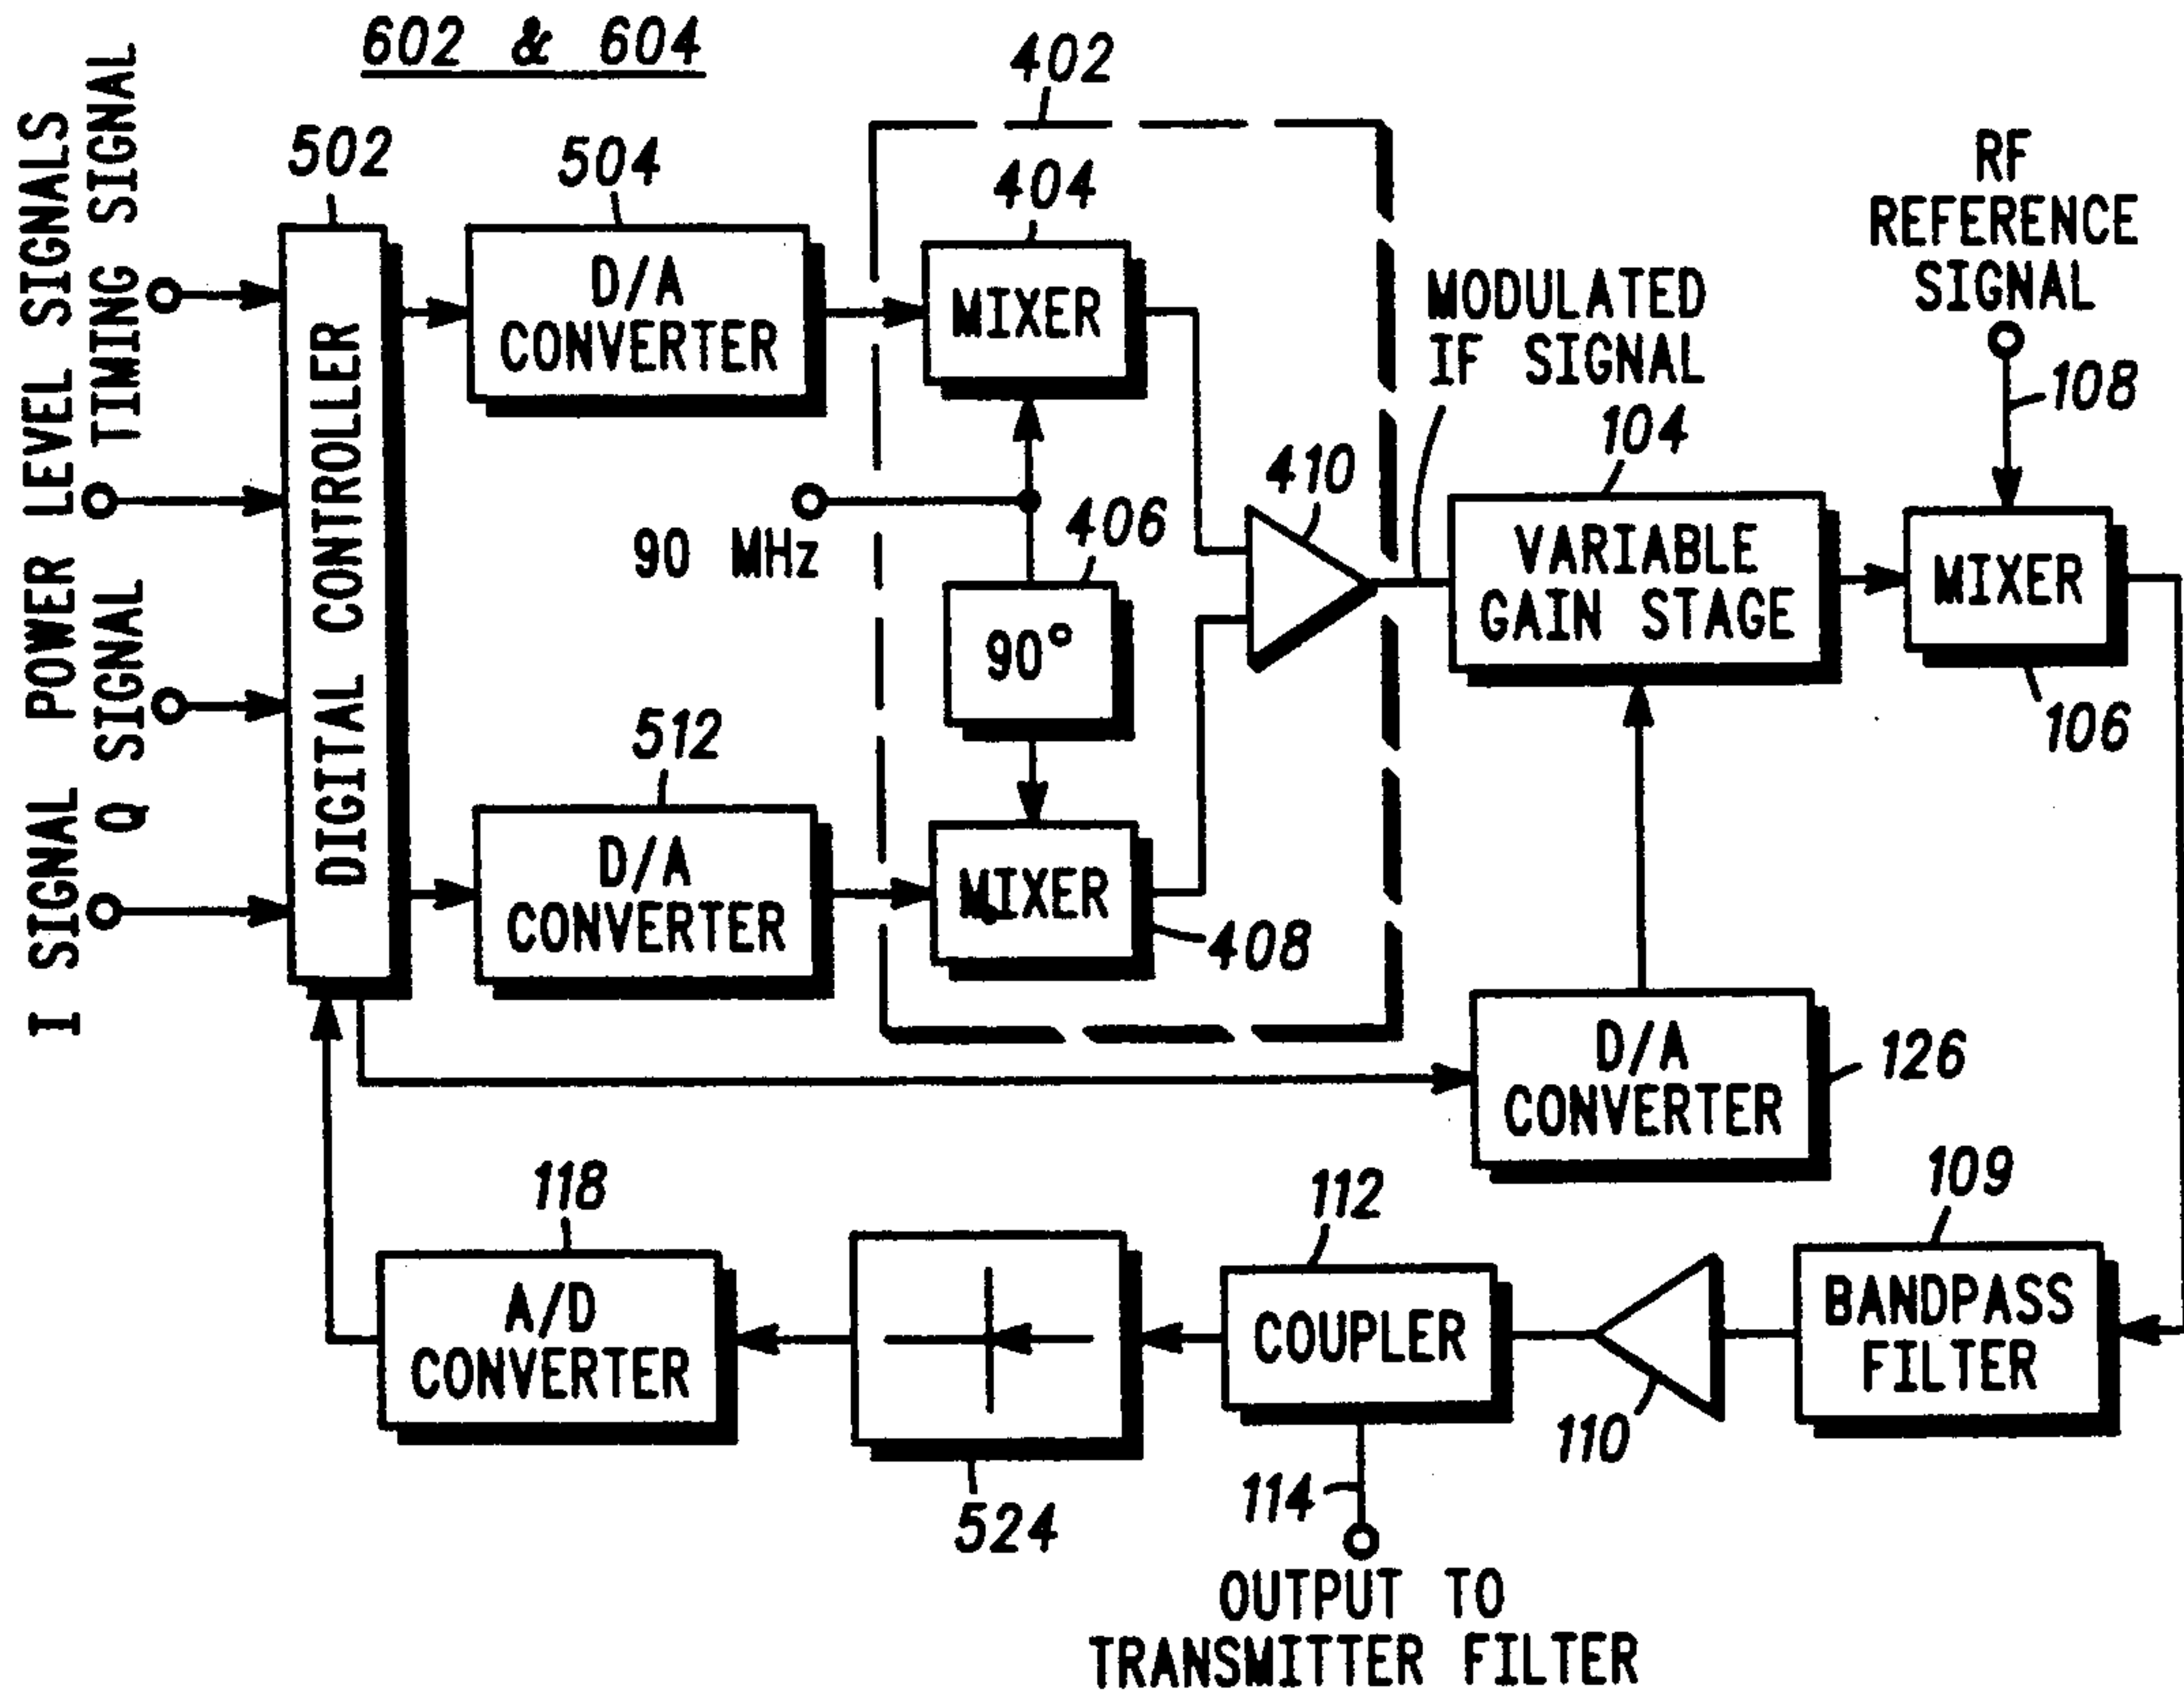 602 & 604
I SIGNAL POWER LEVEL SIGNALS
Q SIGNAL TIMING SIGNAL
502
DIGITAL CONTROLLER
504
D/A
CONVERTER
402
404
MIXER
90 MHz
406
90°
410
512
D/A
CONVERTER
MIXER
408
MODULATED
IF SIGNAL
104
VARIABLE
GAIN STAGE
RF
REFERENCE
SIGNAL
108
MIXER
106
D/A
CONVERTER
126
118
A/D
CONVERTER
524
112
COUPLER
114
OUTPUT TO
TRANSMITTER FILTER
110
109
BANDPASS
FILTER